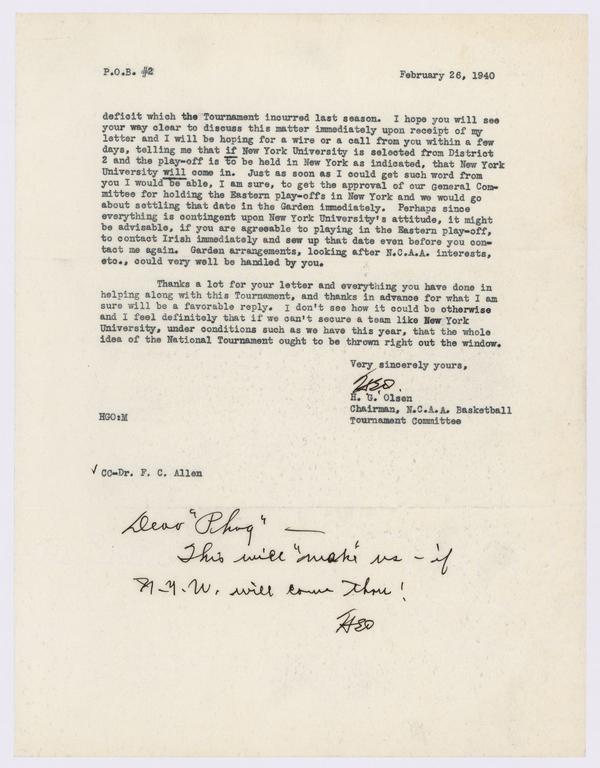 P.O.B. #2
February 26, 1940
deficit which the Tournament incurred last season. I hope you will see
your way clear to discuss this matter immediately upon receipt of my
letter and I will be hoping for a wire or a call from you within a few
days, telling me that if New York University is selected from District
2 and the play-off is to be held in New York as indicated, that New York
University will come in. Just as soon as I could get such word from
you I would be able, I am sure, to get the approval of our General Com-
mittee for holding the Eastern play-offs in New York and we would go
about settling that date in the Garden immediately. Perhaps since
everything is contingent upon New York University's attitude, it might
be advisable, if you are agreeable to playing in the Eastern play-off,
to contact Irish immediately and sew up that date even before you con-
tact me again. Garden arrangements, looking after N.C.A.A. interests,
etc., could very well be handled by you.
Thanks a lot for your letter and everything you have done in
helping along with this Tournament, and thanks in advance for what I am
sure will be a favorable reply. I don't see how it could be otherwise
and I feel definitely that if we can't secure a team like New York
University, under conditions such as we have this year, that the whole
idea of the National Tournament ought to be thrown right out the window.
Very sincerely yours,
HGO.
H. G. Olsen
Chairman, N.C.A.A. Basketball
Tournament Committee
HGO:M
✓ CC-Dr. F. C. Allen
Dear "Phog" —
This will "make" us - if
N.Y.U. will come thru!
HGO